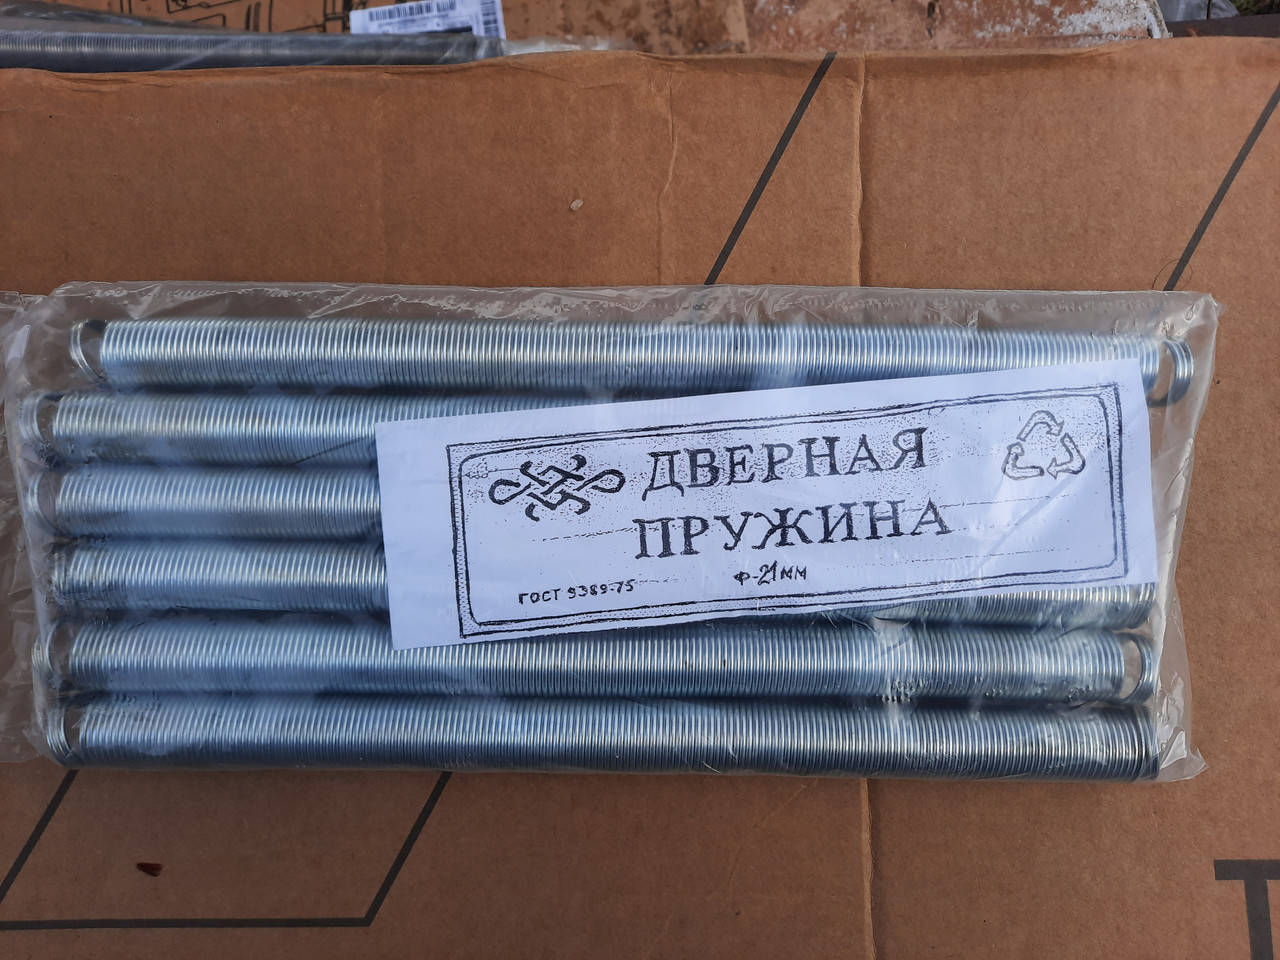 ДВЕРНАЯ
ПРУЖИНА
ГОСТ 9389-75
Ф-21мм